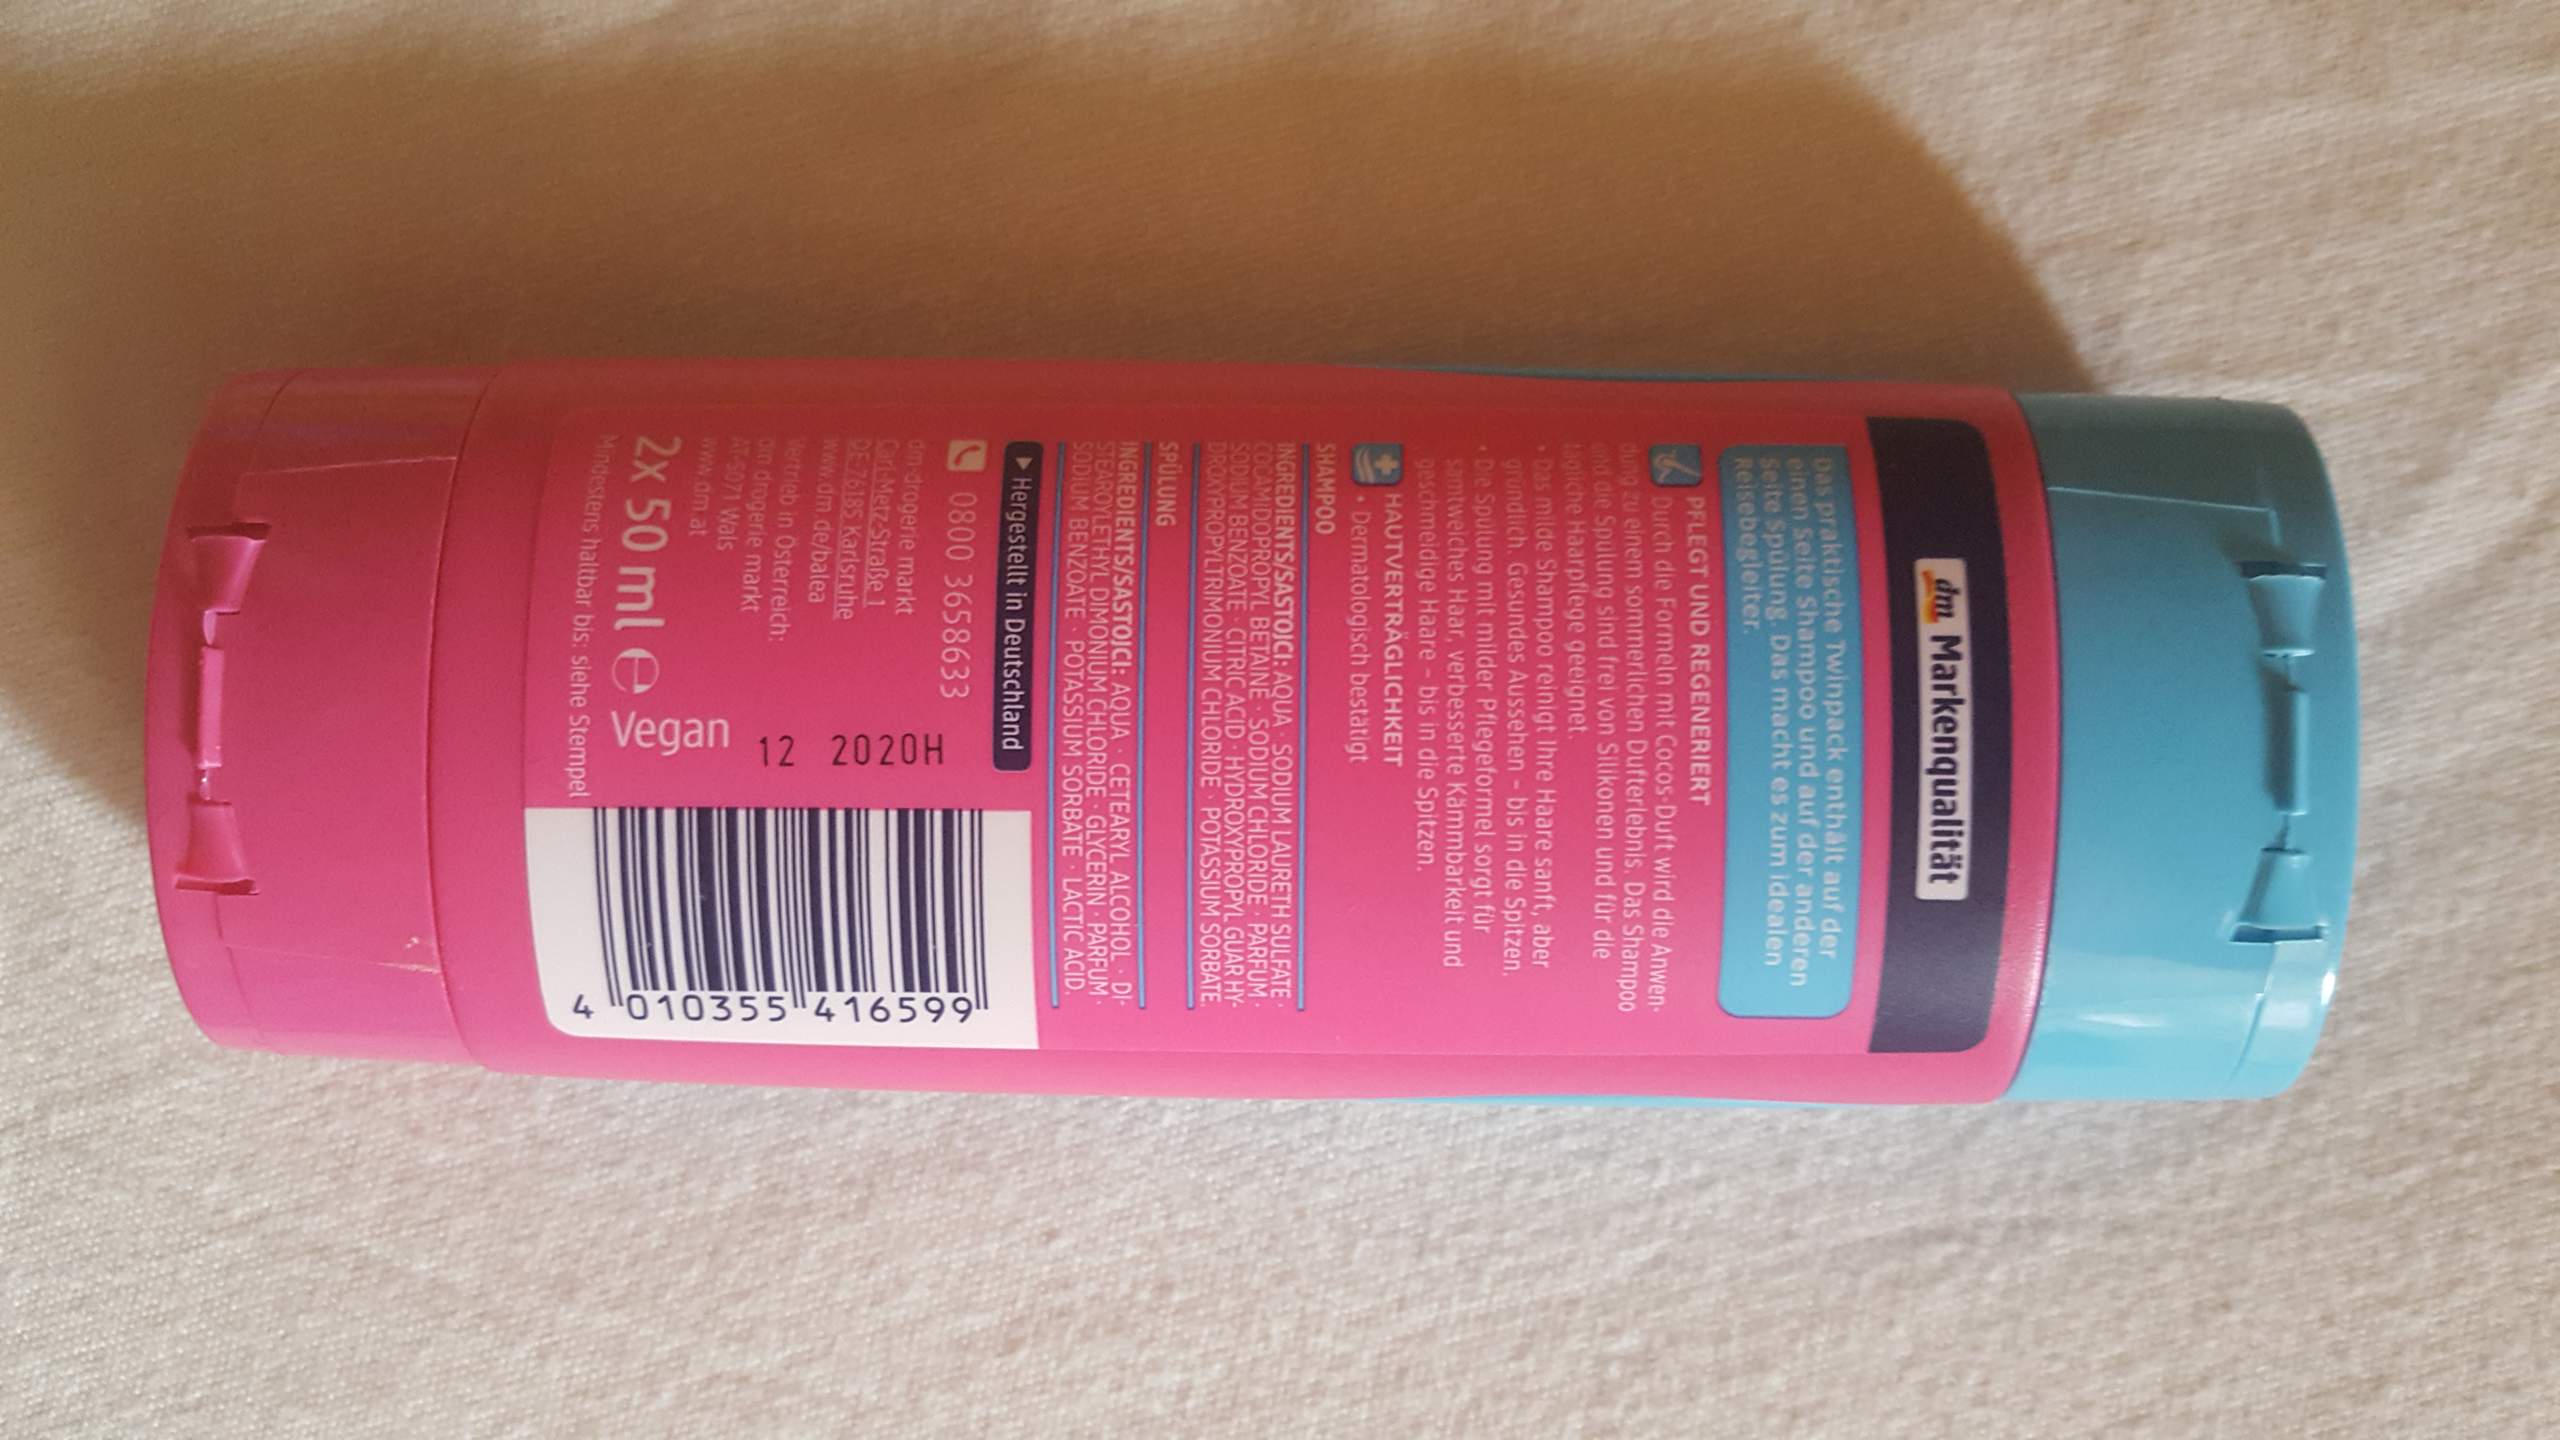 dm Markenqualität
Das praktische Twinpack enthält auf der
einen Seite Shampoo und auf der anderen
Seite Spülung. Das macht es zum idealen
Reisebegleiter.
PFLEGT UND REGENERIERT
• Durch die Formeln mit Cocos-Duft wird die Anwen-
dung zu einem sommerlichen Dufterlebnis. Das Shampoo
und die Spülung sind frei von Silikonen und für die
tägliche Haarpflege geeignet.
• Das milde Shampoo reinigt Ihre Haare sanft, aber
gründlich. Gesundes Aussehen – bis in die Spitzen.
• Die Spülung mit milder Pflegeformel sorgt für
weiches Haar, verbesserte Kämmbarkeit und
geschmeidige Haare – bis in die Spitzen.
HAUTVERTRÄGLICHKEIT
• Dermatologisch bestätigt
SHAMPOO
INGREDIENTS/SASTOJCI: AQUA · SODIUM LAURETH SULFATE ·
COCAMIDOPROPYL BETAINE · SODIUM CHLORIDE · PARFUM ·
SODIUM BENZOATE · CITRIC ACID · HYDROXYPROPYL GUAR HY-
DROXYPROPYLTRIMONIUM CHLORIDE · POTASSIUM SORBATE.
SPÜLUNG
INGREDIENTS/SASTOJCI: AQUA · CETEARYL ALCOHOL · DI-
STEAROYLETHYL DIMONIUM CHLORIDE · GLYCERIN · PARFUM ·
SODIUM BENZOATE · POTASSIUM SORBATE · LACTIC ACID.
Hergestellt in Deutschland
0800 3658633
dm-drogerie markt
Carl-Metz-Straße 1
DE-76185 Karlsruhe
www.dm.de/balea
Vertrieb in Österreich:
dm drogerie markt
AT-5071 Wals
www.dm.at
12 2020H
2x 50 ml ℮ Vegan
Mindestens haltbar bis: siehe Stempel
4 010355 416599